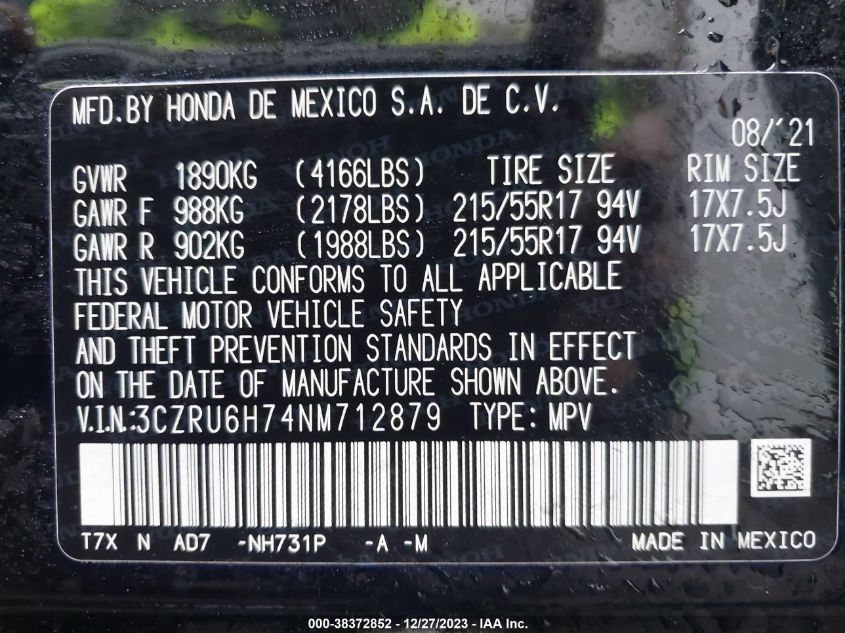 MFD.BY HONDA DE MEXICO S.A. DE C.V.
08/'21
GVWR 1890KG (4166LBS) TIRE SIZE RIM SIZE
GAWR F 988KG (2178LBS) 215/55R17 94V 17X7.5J
GAWR R 902KG (1988LBS) 215/55R17 94V 17X7.5J
THIS VEHICLE CONFORMS TO ALL APPLICABLE
FEDERAL MOTOR VEHICLE SAFETY
AND THEFT PREVENTION STANDARDS IN EFFECT
ON THE DATE OF MANUFACTURE SHOWN ABOVE.
V.I.N.:3CZRU6H74NM712879 TYPE: MPV
T7X N AD7 -NH731P -A -M MADE IN MEXICO
000-38372852 - 12/27/2023 - IAA Inc.